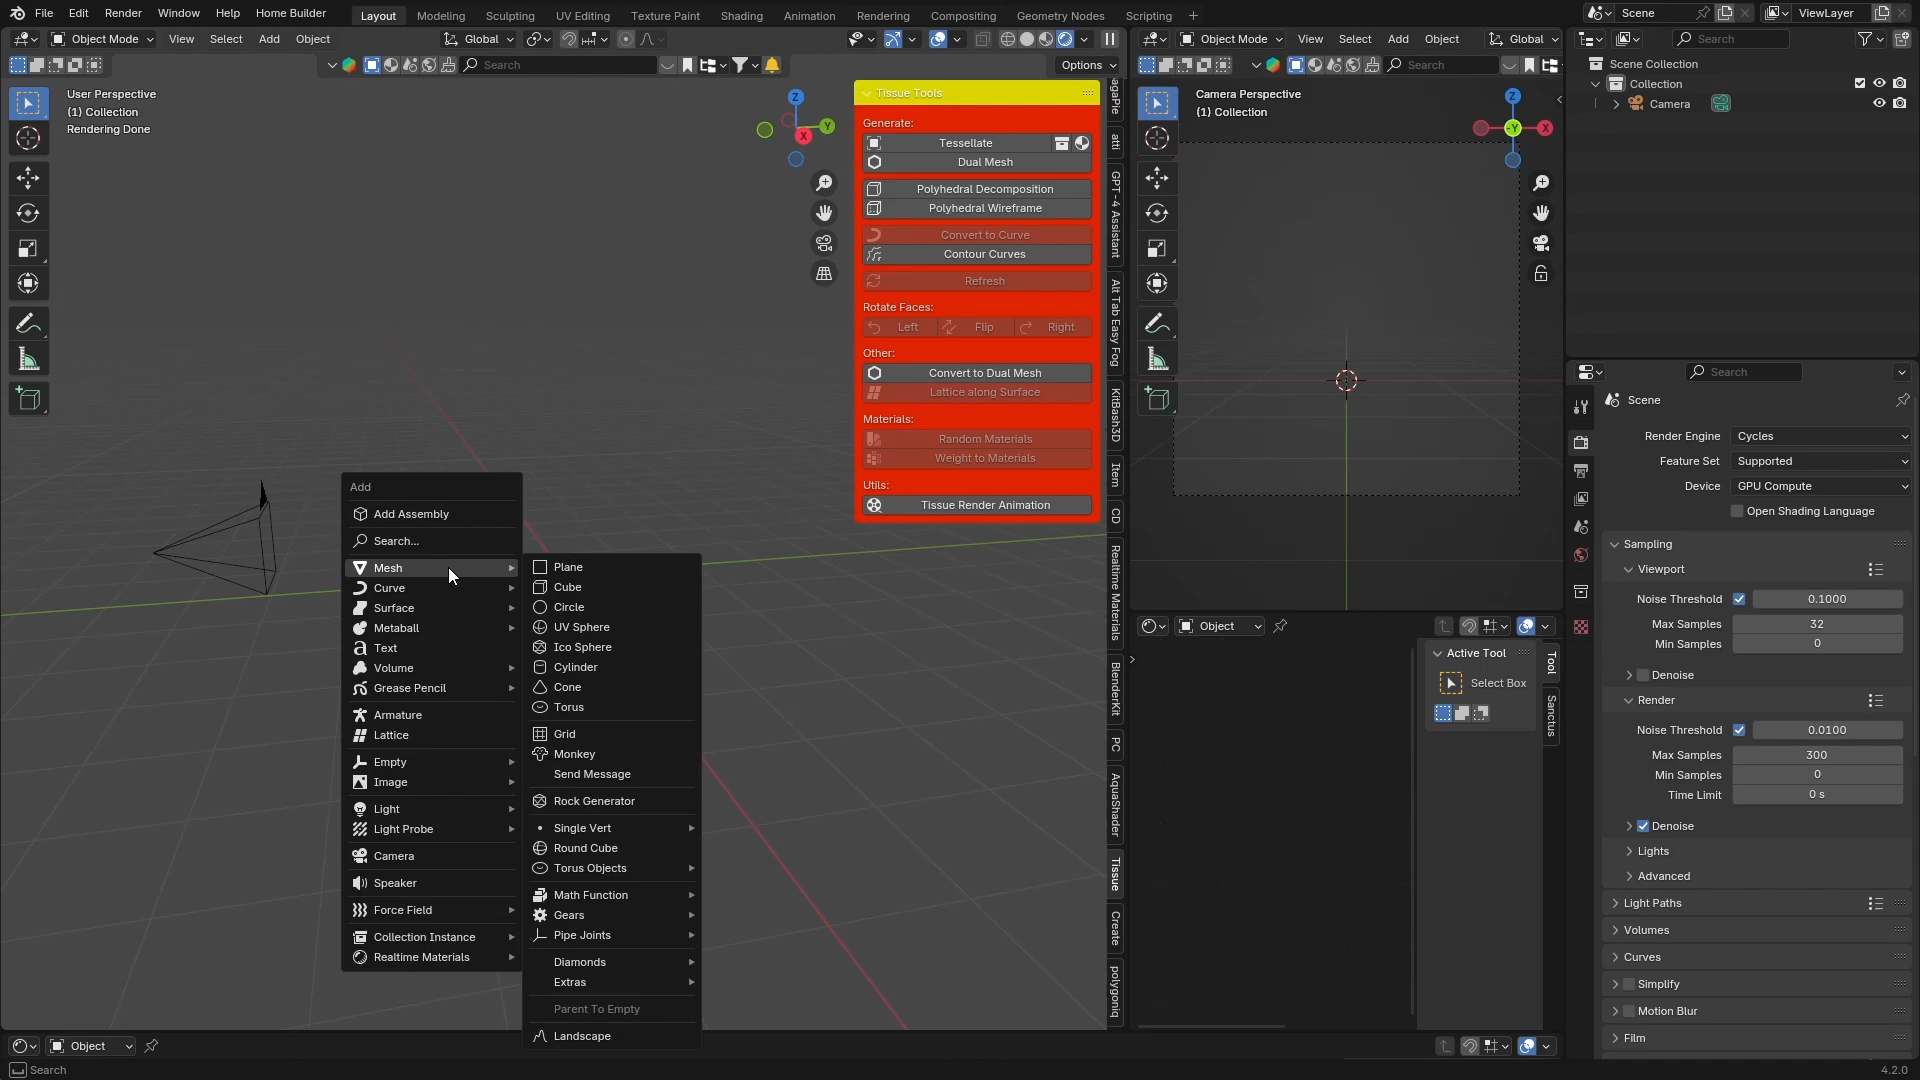 File Edit Render Window Help Home Builder Layout Modeling Sculpting UV Editing Texture Paint Shading Animation Rendering Compositing Geometry Nodes Scripting + Scene ViewLayer
Object Mode View Select Add Object Global
Search Options
User Perspective
(1) Collection
Rendering Done
Z
Y
X
Tissue Tools
Generate:
Tessellate
Dual Mesh
Polyhedral Decomposition
Polyhedral Wireframe
Convert to Curve
Contour Curves
Refresh
Rotate Faces:
Left Flip Right
Other:
Convert to Dual Mesh
Lattice along Surface
Materials:
Random Materials
Weight to Materials
Utils:
Tissue Render Animation
agaPie
atti
GPT-4 Assistant
Alt Tab Easy Fog
KitBash3D
Item
CD
Realtime Materials
BlenderKit
PC
AquaShader
Tissue
Create
polygoniq
Add
Add Assembly
Search...
Mesh
Curve
Surface
Metaball
Text
Volume
Grease Pencil
Armature
Lattice
Empty
Image
Light
Light Probe
Camera
Speaker
Force Field
Collection Instance
Realtime Materials
Plane
Cube
Circle
UV Sphere
Ico Sphere
Cylinder
Cone
Torus
Grid
Monkey
Send Message
Rock Generator
Single Vert
Round Cube
Torus Objects
Math Function
Gears
Pipe Joints
Diamonds
Extras
Parent To Empty
Landscape
Object Mode View Select Add Object Global
Search
Camera Perspective
(1) Collection
Z
-Y
X
Object
Active Tool
Select Box
Tool
Sanctus
Search
Scene Collection
Collection
Camera
Search
Scene
Render Engine Cycles
Feature Set Supported
Device GPU Compute
Open Shading Language
Sampling
Viewport
Noise Threshold 0.1000
Max Samples 32
Min Samples 0
Denoise
Render
Noise Threshold 0.0100
Max Samples 300
Min Samples 0
Time Limit 0 s
Denoise
Lights
Advanced
Light Paths
Volumes
Curves
Simplify
Motion Blur
Film
Object
Search
4.2.0